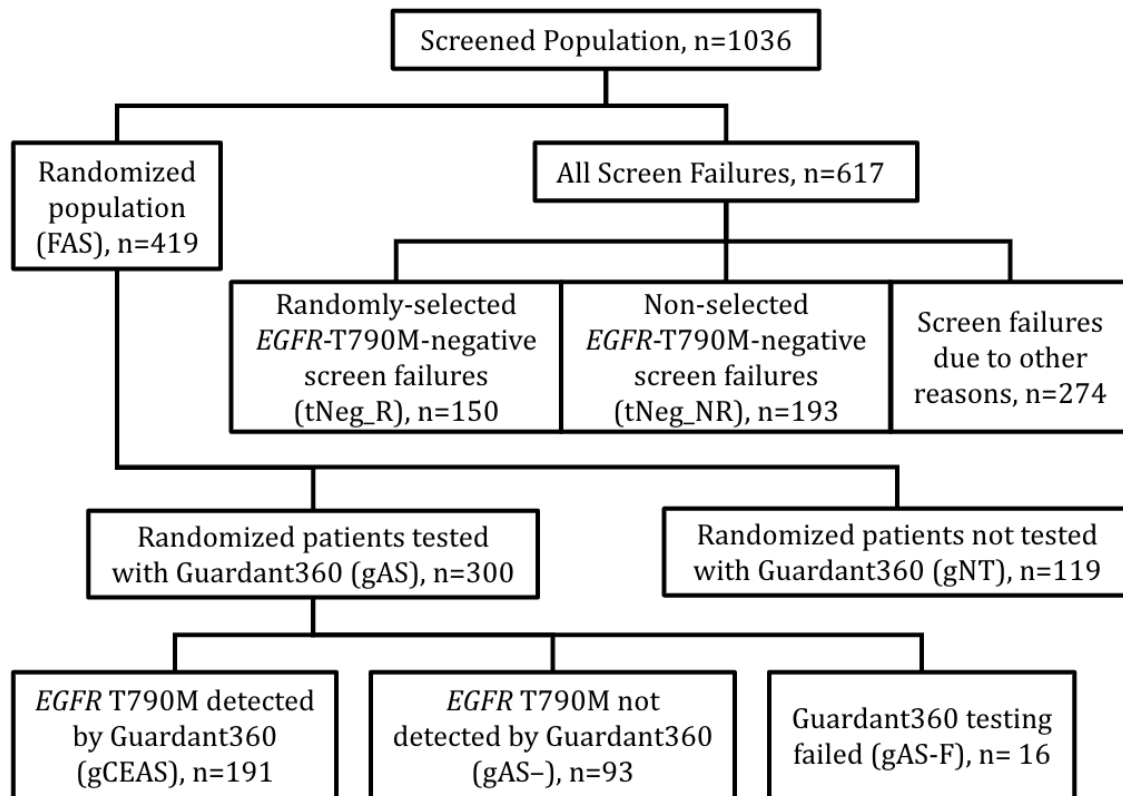 Screened Population, n=1036
Randomized
population
(FAS), n=419
All Screen Failures, n=617
Randomly-selected
EGFR-T790M-negative
screen failures
(tNeg_R), n=150
Non-selected
EGFR-T790M-negative
screen failures
(tNeg_NR), n=193
Screen failures
due to other
reasons, n=274
Randomized patients tested
with Guardant360 (gAS), n=300
Randomized patients not tested
with Guardant360 (gNT), n=119
EGFR T790M detected
by Guardant360
(gCEAS), n=191
EGFR T790M not
detected by Guardant360
(gAS–), n=93
Guardant360 testing
failed (gAS-F), n= 16